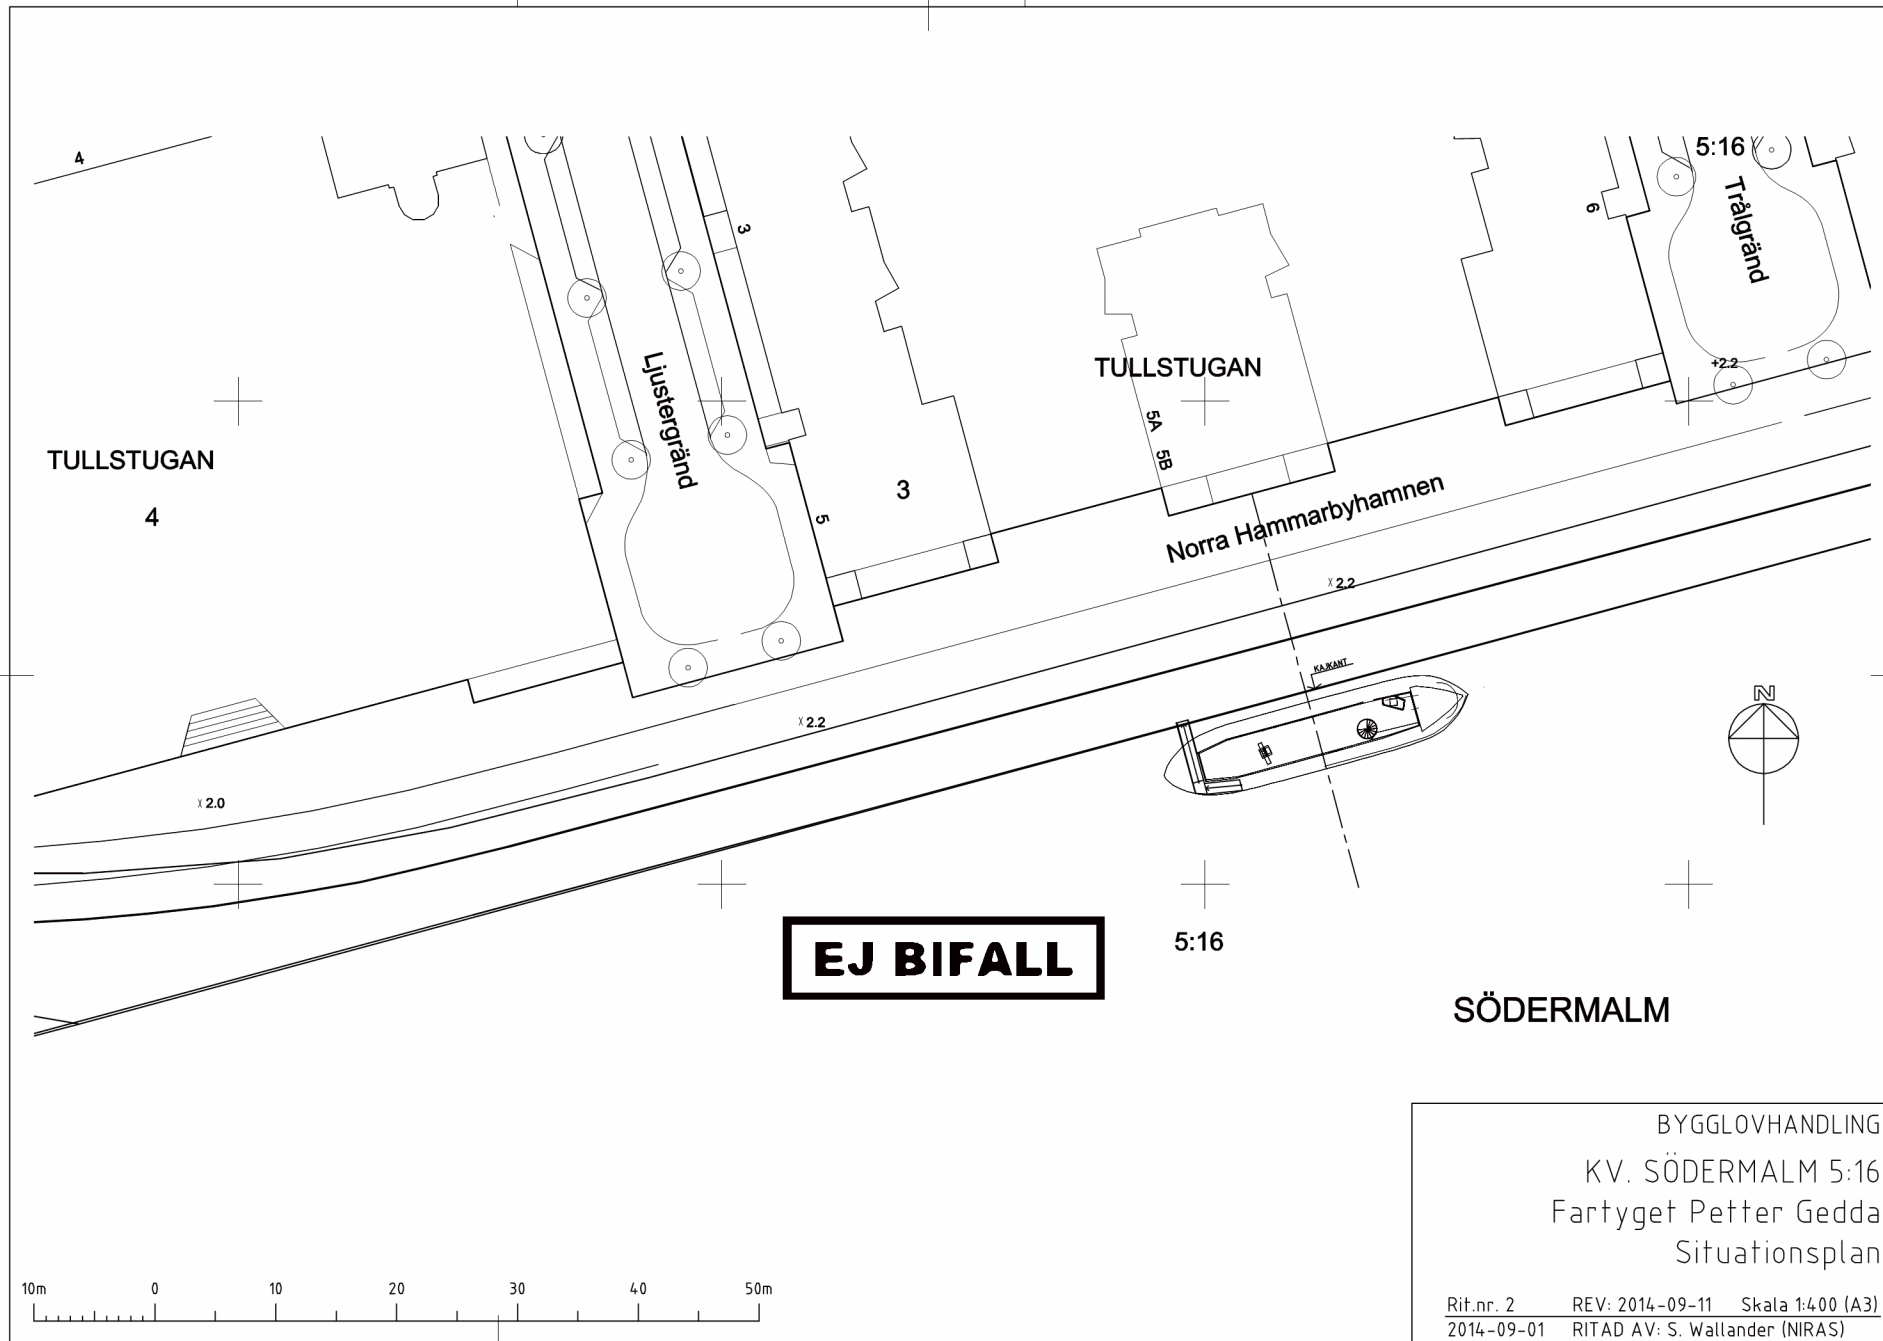 4
5:16
Trålgränd
6
3
+2.2
Ljustergränd
TULLSTUGAN
5A
5B
TULLSTUGAN
4
3
5
Norra Hammarbyhamnen
x 2.2
KAJKANT
N
x 2.2
x 2.0
EJ BIFALL
5:16
SÖDERMALM
BYGGLOVHANDLING
KV. SÖDERMALM 5:16
Fartyget Petter Gedda
Situationsplan
10m 0 10 20 30 40 50m
Rit.nr. 2 REV: 2014-09-11 Skala 1:400 (A3)
2014-09-01 RITAD AV: S. Wallander (NIRAS)